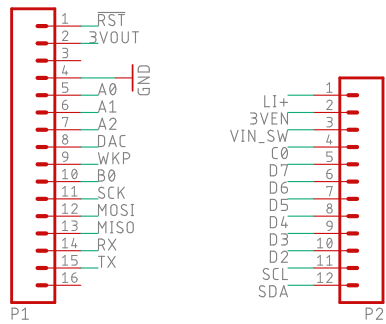 1 RST
2 3VOUT
3
4 GND
5 A0
6 A1
7 A2
8 DAC
9 WKP
10 B0
11 SCK
12 MOSI
13 MISO
14 RX
15 TX
16
P1
LI+ 1
3VEN 2
VIN_SW 3
C0 4
D7 5
D6 6
D5 7
D4 8
D3 9
D2 10
SCL 11
SDA 12
P2